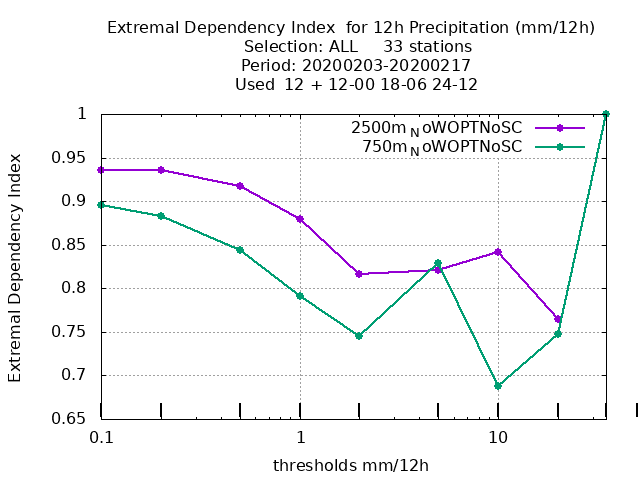 Extremal Dependency Index  for 12h Precipitation (mm/12h)
Selection: ALL     33 stations
Period: 20200203-20200217
Used  12 + 12-00 18-06 24-12
2500m_NoWOPTNoSC
750m_NoWOPTNoSC
1
0.95
0.9
0.85
0.8
0.75
0.7
0.65
Extremal Dependency Index
0.1 1 10
thresholds mm/12h